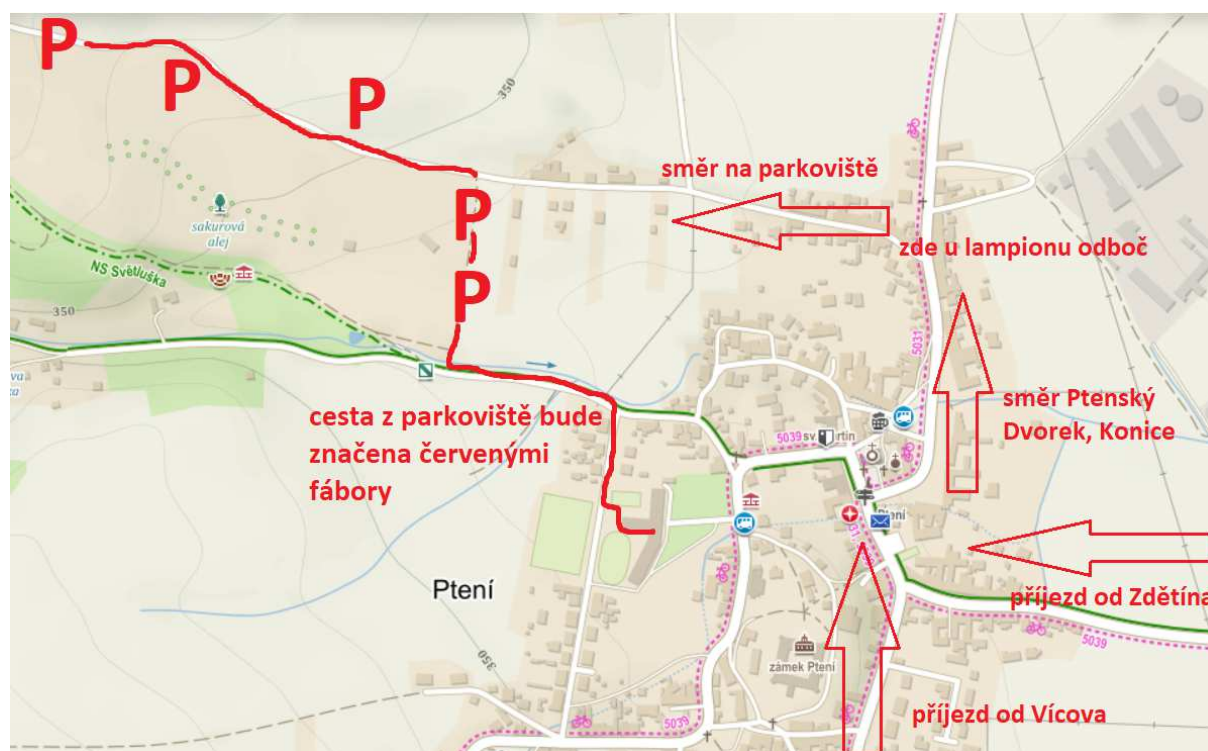 P
P
P
350
směr na parkoviště
P
sakurová
alej
zde u lampionu odboč
NS Světluška
P
350
5031
cesta z parkoviště bude
značena červenými
fábory
směr Ptenský
Dvorek, Konice
5039
Ptení
Ptení
příjezd od Zdětína
5039
zámek Ptení
350
5039
příjezd od Vícova